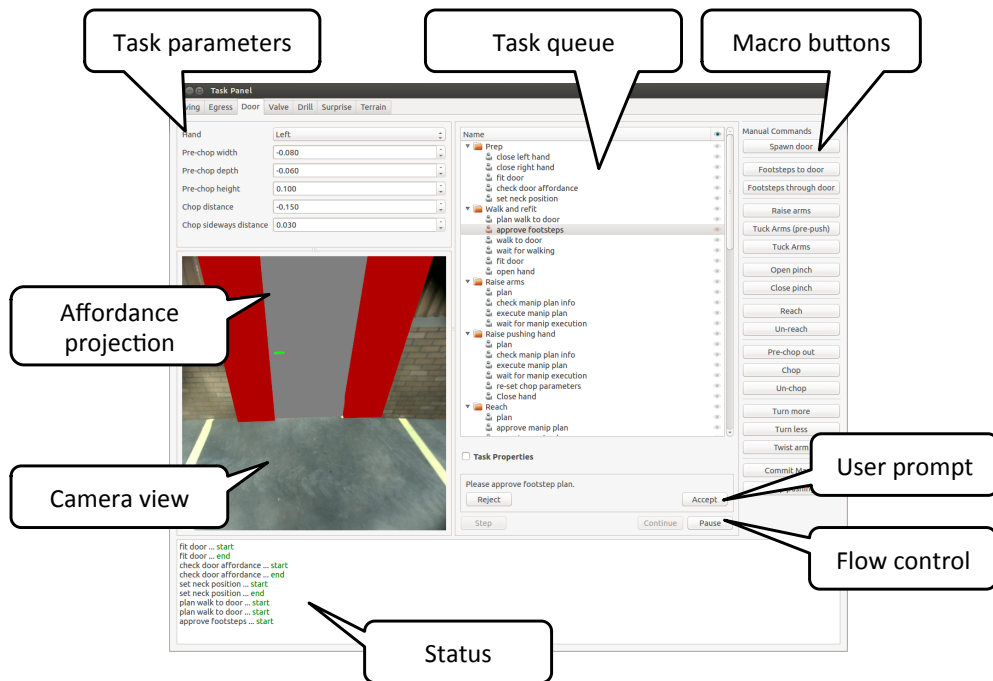 Task parameters
Task queue
Macro buttons
Task Panel
Egress Door Valve Drill Surprise Terrain
Hand Left
Pre-chop width -0.080
Pre-chop depth -0.060
Pre-chop height 0.100
Chop distance -0.150
Chop sideways distance 0.030
Affordance
projection
Camera view
Name
Prep
close left hand
close right hand
fit door
check door affordance
set neck position
Walk and refit
plan walk to door
approve footsteps
walk to door
wait for walking
fit door
open hand
Raise arms
plan
check manip plan info
execute manip plan
wait for manip execution
Raise pushing hand
plan
check manip plan info
execute manip plan
wait for manip execution
re-set chop parameters
Close hand
Reach
plan
approve manip plan
Task Properties
Please approve footstep plan.
Reject Accept
Step Continue Pause
Manual Commands
Spawn door
Footsteps to door
Footsteps through door
Raise arms
Tuck Arms (pre-push)
Tuck Arms
Open pinch
Close pinch
Reach
Un-reach
Pre-chop out
Chop
Un-chop
Turn more
Turn less
Twist arm
Commit
User prompt
Flow control
fit door ... start
fit door ... end
check door affordance ... start
check door affordance ... end
set neck position ... start
set neck position ... end
plan walk to door ... start
plan walk to door ... start
approve footsteps ... start
Status